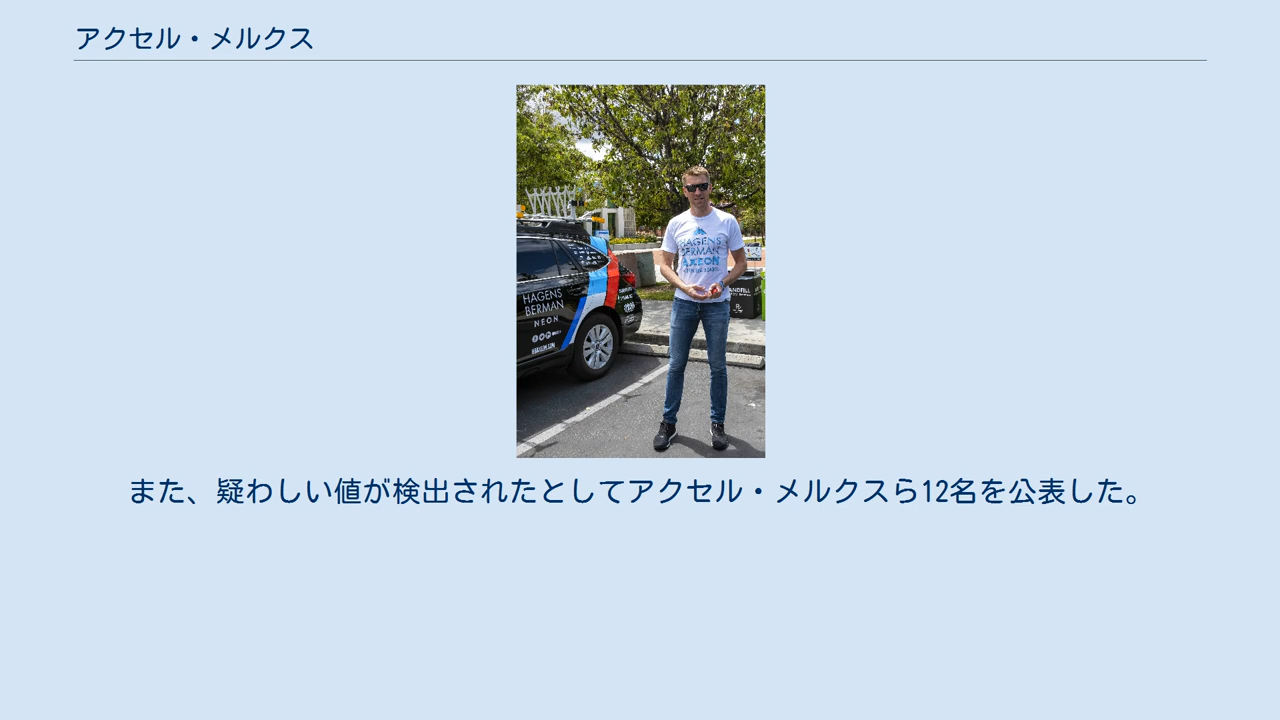 アクセル・メルクス
HAGENS
BERMAN
AXEON
HAGENS
BERMAN
NEON
また、疑わしい値が検出されたとしてアクセル・メルクスら12名を公表した。